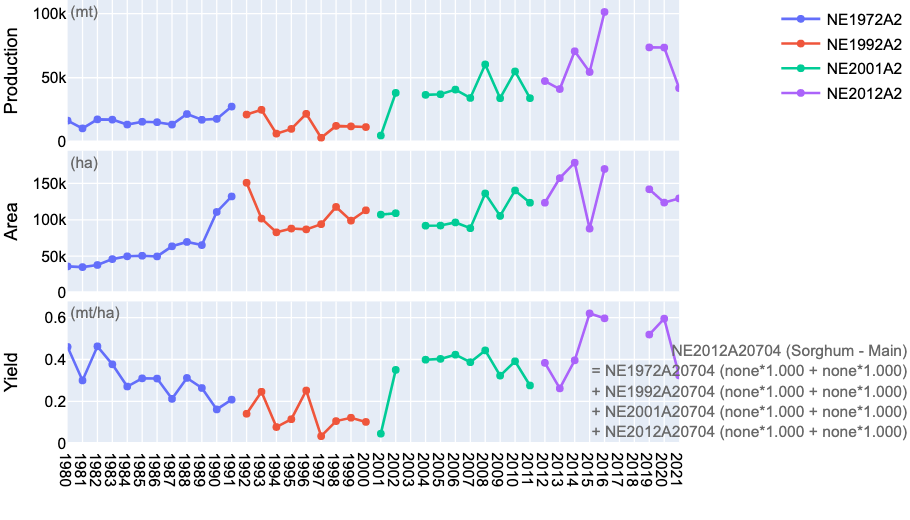 Production
(mt)
100k
50k
0
NE1972A2
NE1992A2
NE2001A2
NE2012A2
Area
(ha)
150k
100k
50k
0
Yield
(mt/ha)
0.6
0.4
0.2
0
NE2012A20704 (Sorghum - Main)
= NE1972A20704 (none*1.000 + none*1.000)
+ NE1992A20704 (none*1.000 + none*1.000)
+ NE2001A20704 (none*1.000 + none*1.000)
+ NE2012A20704 (none*1.000 + none*1.000)
1980
1981
1982
1983
1984
1985
1986
1987
1988
1989
1990
1991
1992
1993
1994
1995
1996
1997
1998
1999
2000
2001
2002
2004
2005
2006
2007
2008
2009
2010
2011
2012
2013
2014
2015
2016
2017
2018
2019
2020
2021